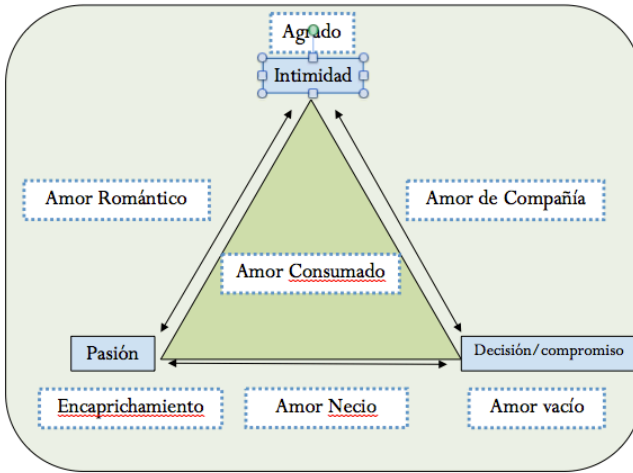 Agrado
Intimidad
Amor Romántico
Amor de Compañía
Amor Consumado
Pasión
Decisión/compromiso
Encaprichamiento
Amor Necio
Amor vacío